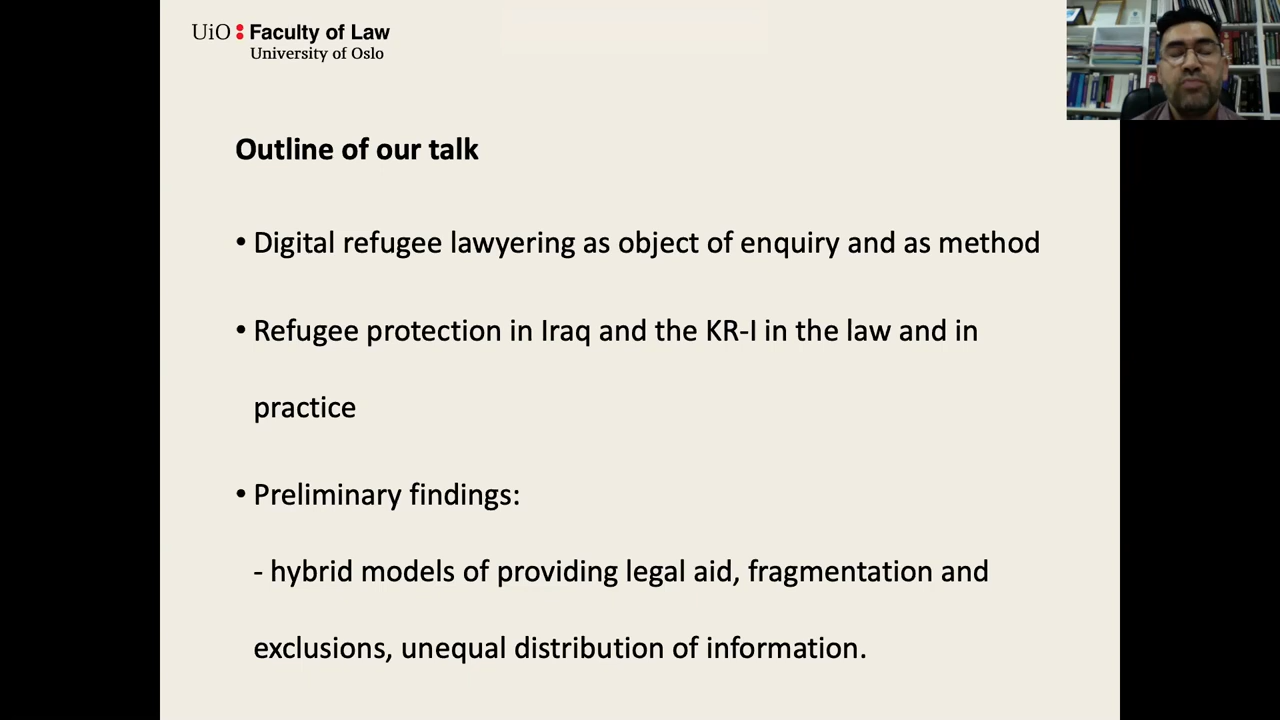 UiO Faculty of Law
University of Oslo
Outline of our talk
• Digital refugee lawyering as object of enquiry and as method
• Refugee protection in Iraq and the KR-I in the law and in
practice
• Preliminary findings:
- hybrid models of providing legal aid, fragmentation and
exclusions, unequal distribution of information.